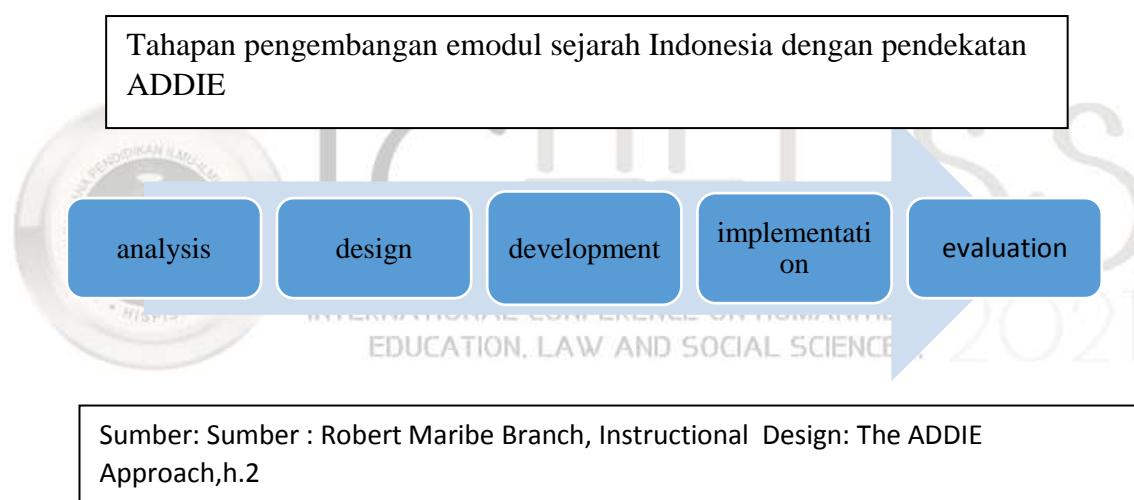 Tahapan pengembangan emodul sejarah Indonesia dengan pendekatan
ADDIE
analysis
design
development
implementati
on
evaluation
EDUCATION, LAW AND SOCIAL SCIENCE
2021
Sumber: Sumber : Robert Maribe Branch, Instructional Design: The ADDIE
Approach,h.2